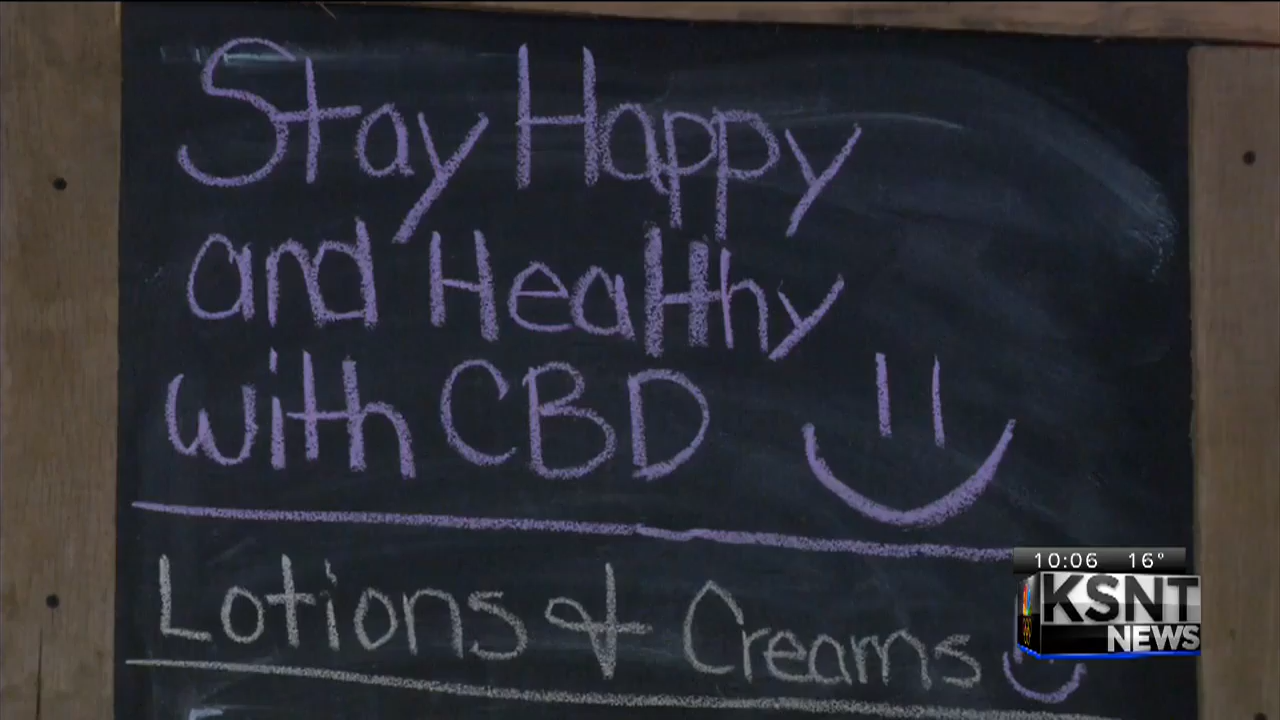 Stay Happy
and Healthy
with CBD
Lotions & Creams
10:06 16°
KSNT
NEWS